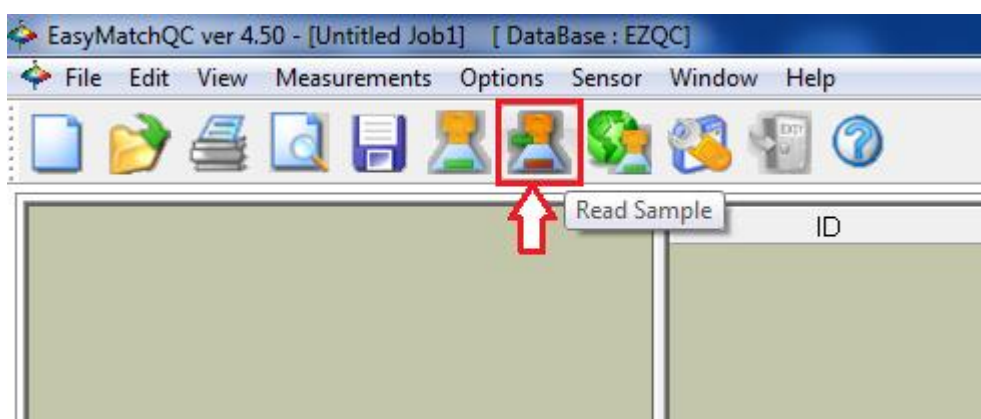 EasyMatchQC ver 4.50 - [Untitled Job1] [ DataBase : EZQC]
File Edit View Measurements Options Sensor Window Help
EXIT
Read Sample
ID